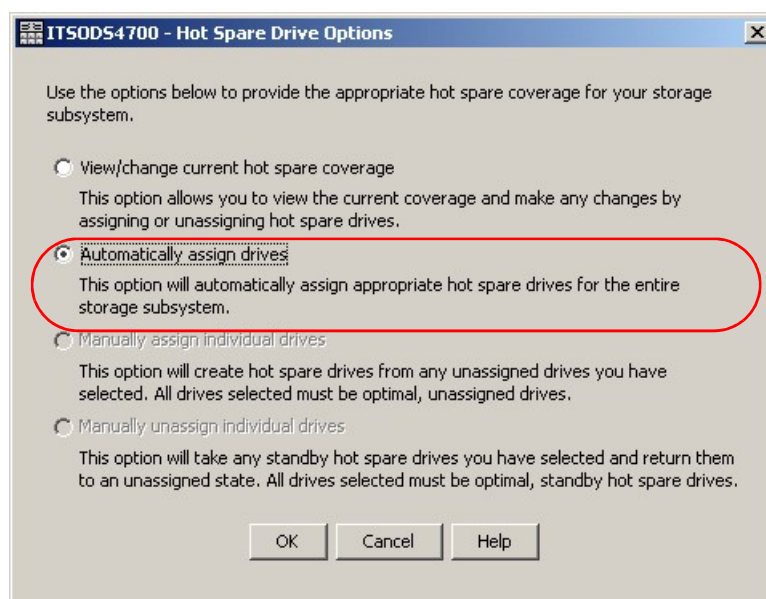 ITSODS4700 - Hot Spare Drive Options
Use the options below to provide the appropriate hot spare coverage for your storage
subsystem.
View/change current hot spare coverage
This option allows you to view the current coverage and make any changes by
assigning or unassigning hot spare drives.
Automatically assign drives
This option will automatically assign appropriate hot spare drives for the entire
storage subsystem.
Manually assign individual drives
This option will create hot spare drives from any unassigned drives you have
selected. All drives selected must be optimal, unassigned drives.
Manually unassign individual drives
This option will take any standby hot spare drives you have selected and return them
to an unassigned state. All drives selected must be optimal, standby hot spare drives.
OK Cancel Help